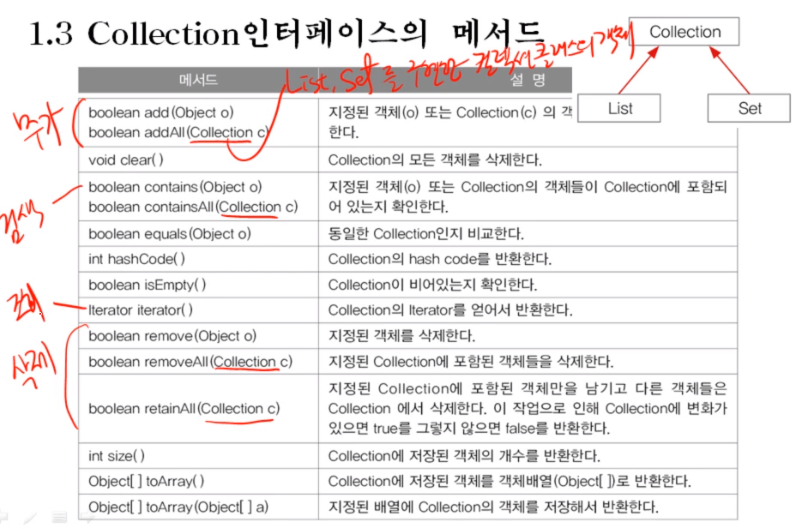 1.3 Collection인터페이스의 메서드
Collection
List
Set
List, Set를 구현한 컬렉션클래스의 객체
메서드
설 명
추가
boolean add(Object o)
boolean addAll(Collection c)
지정된 객체(o) 또는 Collection(c) 의 객
한다.
void clear( )
Collection의 모든 객체를 삭제한다.
검색
boolean contains(Object o)
boolean containsAll(Collection c)
지정된 객체(o) 또는 Collection의 객체들이 Collection에 포함되
어 있는지 확인한다.
boolean equals(Object o)
동일한 Collection인지 비교한다.
int hashCode( )
Collection의 hash code를 반환한다.
boolean isEmpty( )
Collection이 비어있는지 확인한다.
Iterator iterator( )
Collection의 Iterator를 얻어서 반환한다.
삭제
boolean remove(Object o)
지정된 객체를 삭제한다.
boolean removeAll(Collection c)
지정된 Collection에 포함된 객체들을 삭제한다.
boolean retainAll(Collection c)
지정된 Collection에 포함된 객체만을 남기고 다른 객체들은
Collection 에서 삭제한다. 이 작업으로 인해 Collection에 변화가
있으면 true를 그렇지 않으면 false를 반환한다.
int size( )
Collection에 저장된 객체의 개수를 반환한다.
Object[ ] toArray( )
Collection에 저장된 객체를 객체배열(Object[ ])로 반환한다.
Object[ ] toArray(Object[ ] a)
지정된 배열에 Collection의 객체를 저장해서 반환한다.